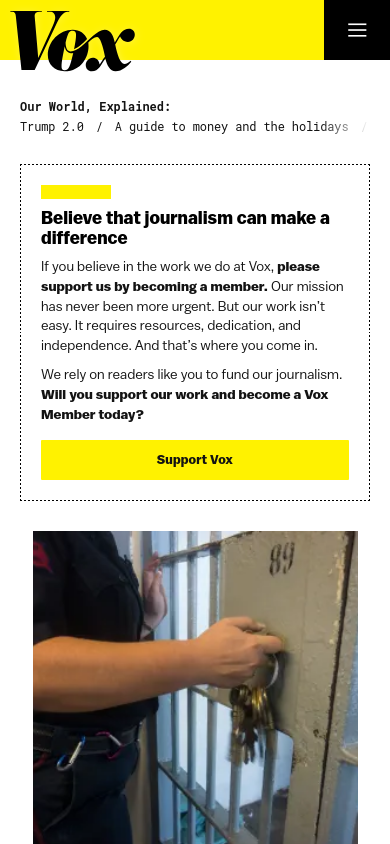 Vox
Our World, Explained:
Trump 2.0 / A guide to money and the holidays /
Believe that journalism can make a
difference
If you believe in the work we do at Vox, please
support us by becoming a member. Our mission
has never been more urgent. But our work isn't
easy. It requires resources, dedication, and
independence. And that's where you come in.
We rely on readers like you to fund our journalism.
Will you support our work and become a Vox
Member today?
Support Vox
89